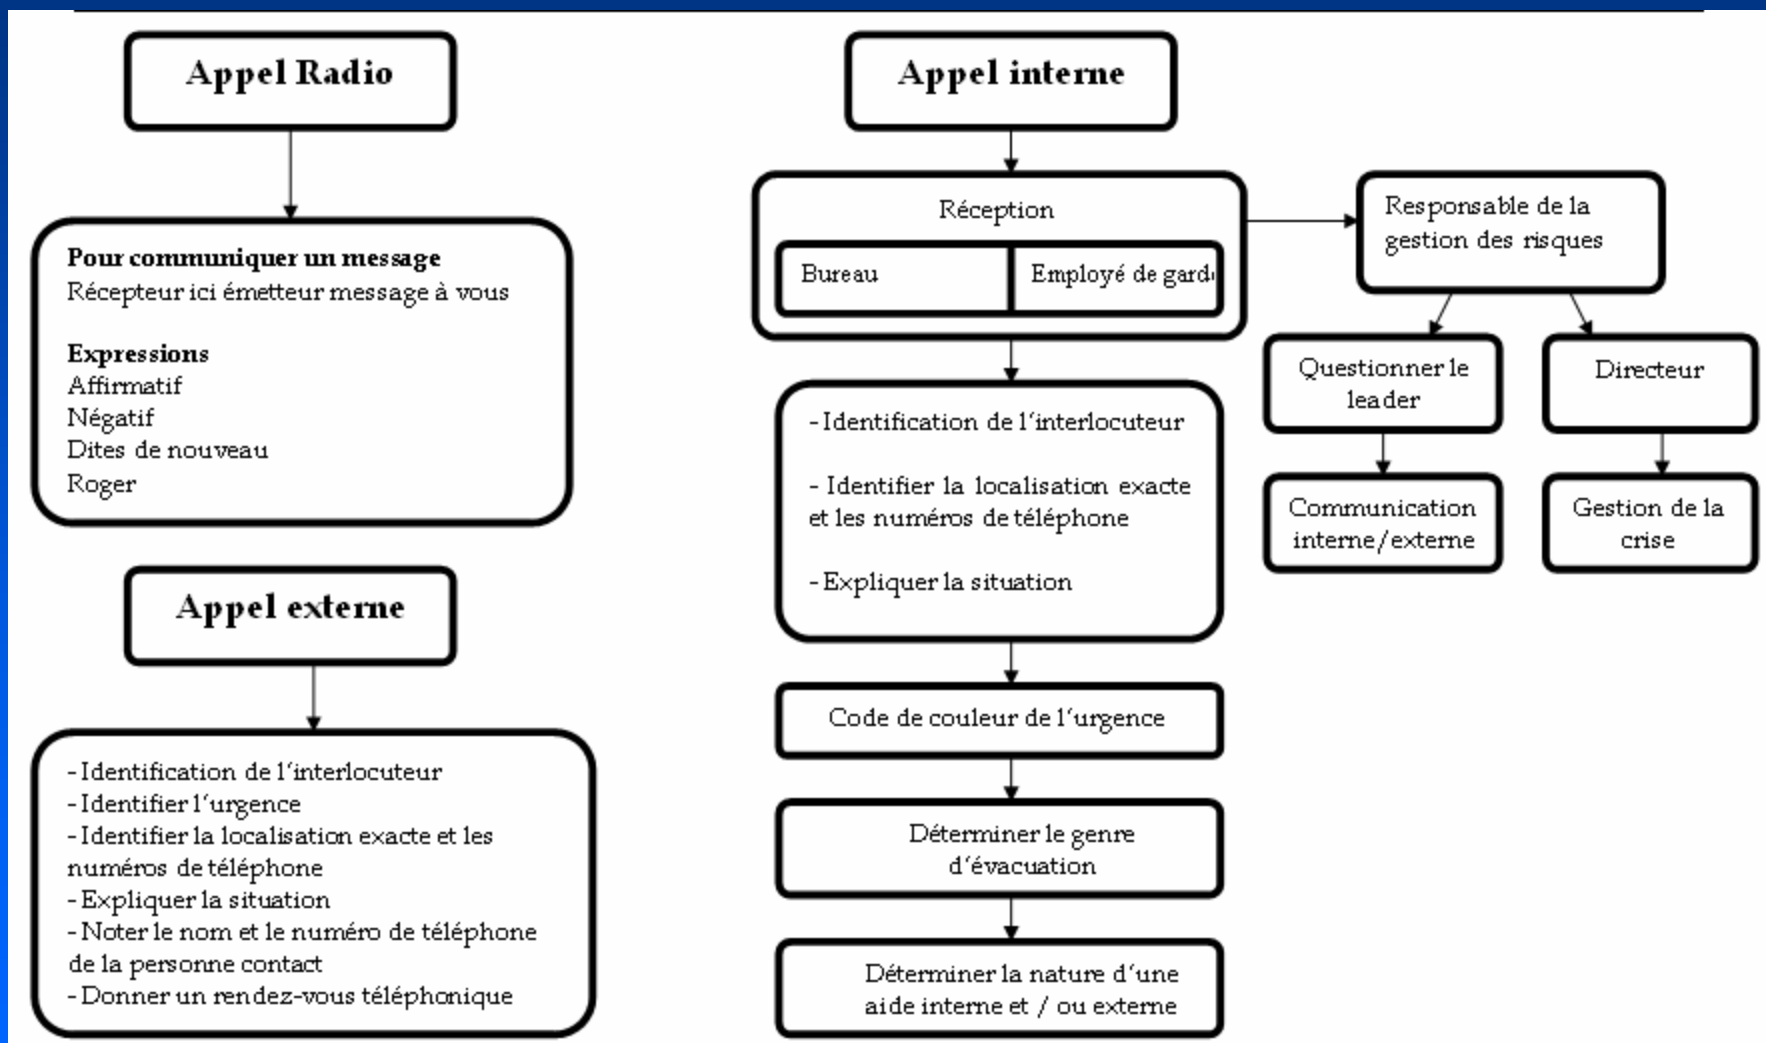 Appel Radio
Pour communiquer un message
Récepteur ici émetteur message à vous
Expressions
Affirmatif
Négatif
Dites de nouveau
Roger
Appel externe
- Identification de l'interlocuteur
- Identifier l'urgence
- Identifier la localisation exacte et les
numéros de téléphone
- Expliquer la situation
- Noter le nom et le numéro de téléphone
de la personne contact
- Donner un rendez-vous téléphonique
Appel interne
Réception
Bureau
Employé de gard
- Identification de l'interlocuteur
- Identifier la localisation exacte
et les numéros de téléphone
- Expliquer la situation
Code de couleur de l'urgence
Déterminer le genre
d'évacuation
Déterminer la nature d'une
aide interne et / ou externe
Responsable de la
gestion des risques
Questionner le
leader
Communication
interne/externe
Directeur
Gestion de la
crise